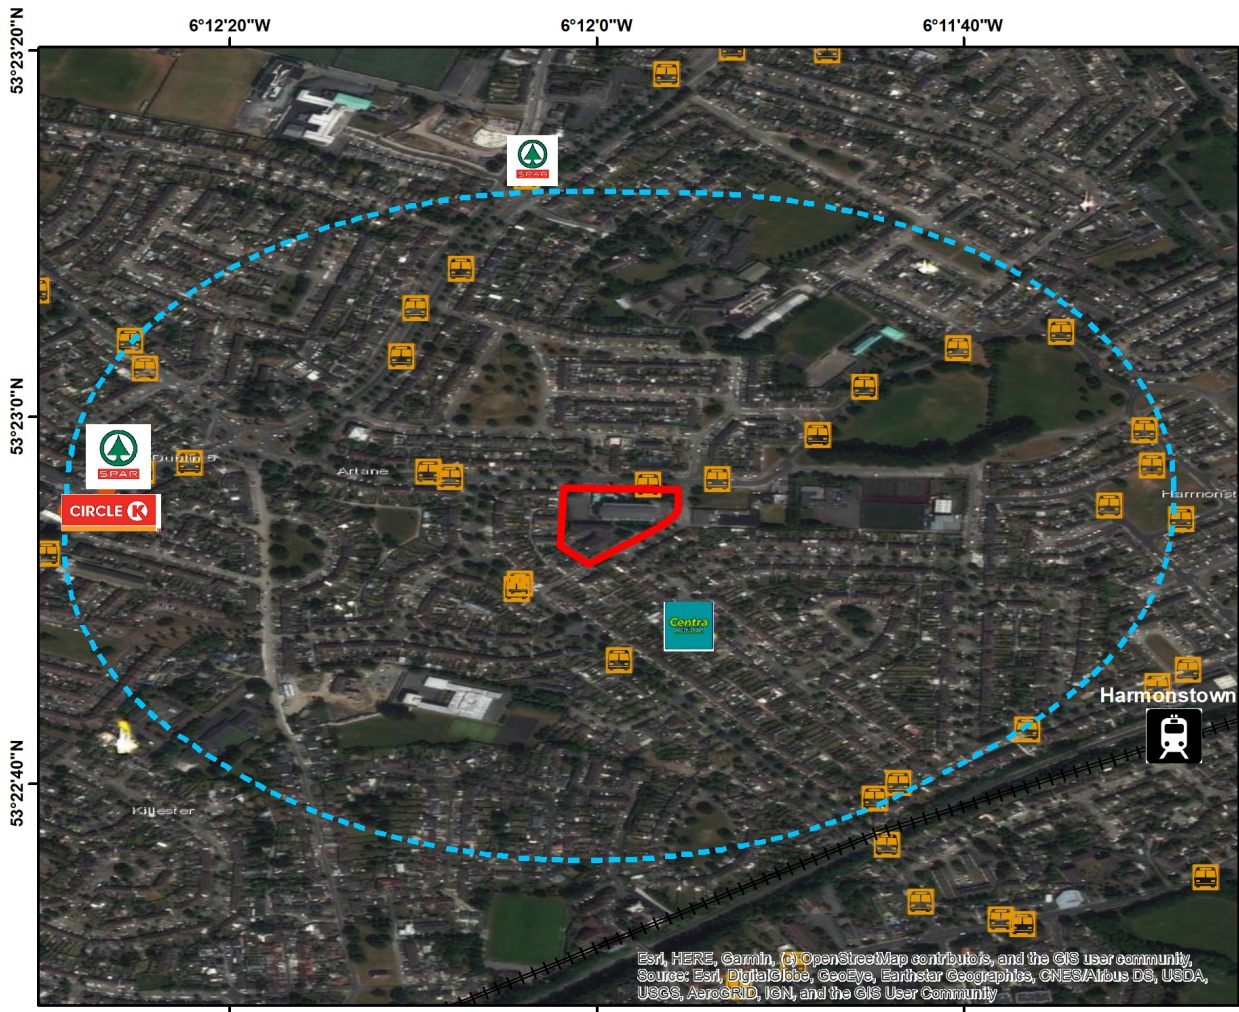 6°12'20"W
6°12'0"W
6°11'40"W
53°23'20"N
SPAR
53°23'0"N
SPAR
Dublin 5
Artane
Harmonst
CIRCLE K
Centra
53°22'40"N
Harmonstown
Killester
Esri, HERE, Garmin, (c) OpenStreetMap contributors, and the GIS user community,
Source: Esri, DigitalGlobe, GeoEye, Earthstar Geographics, CNES/Airbus DS, USDA,
USGS, AeroGRID, IGN, and the GIS User Community